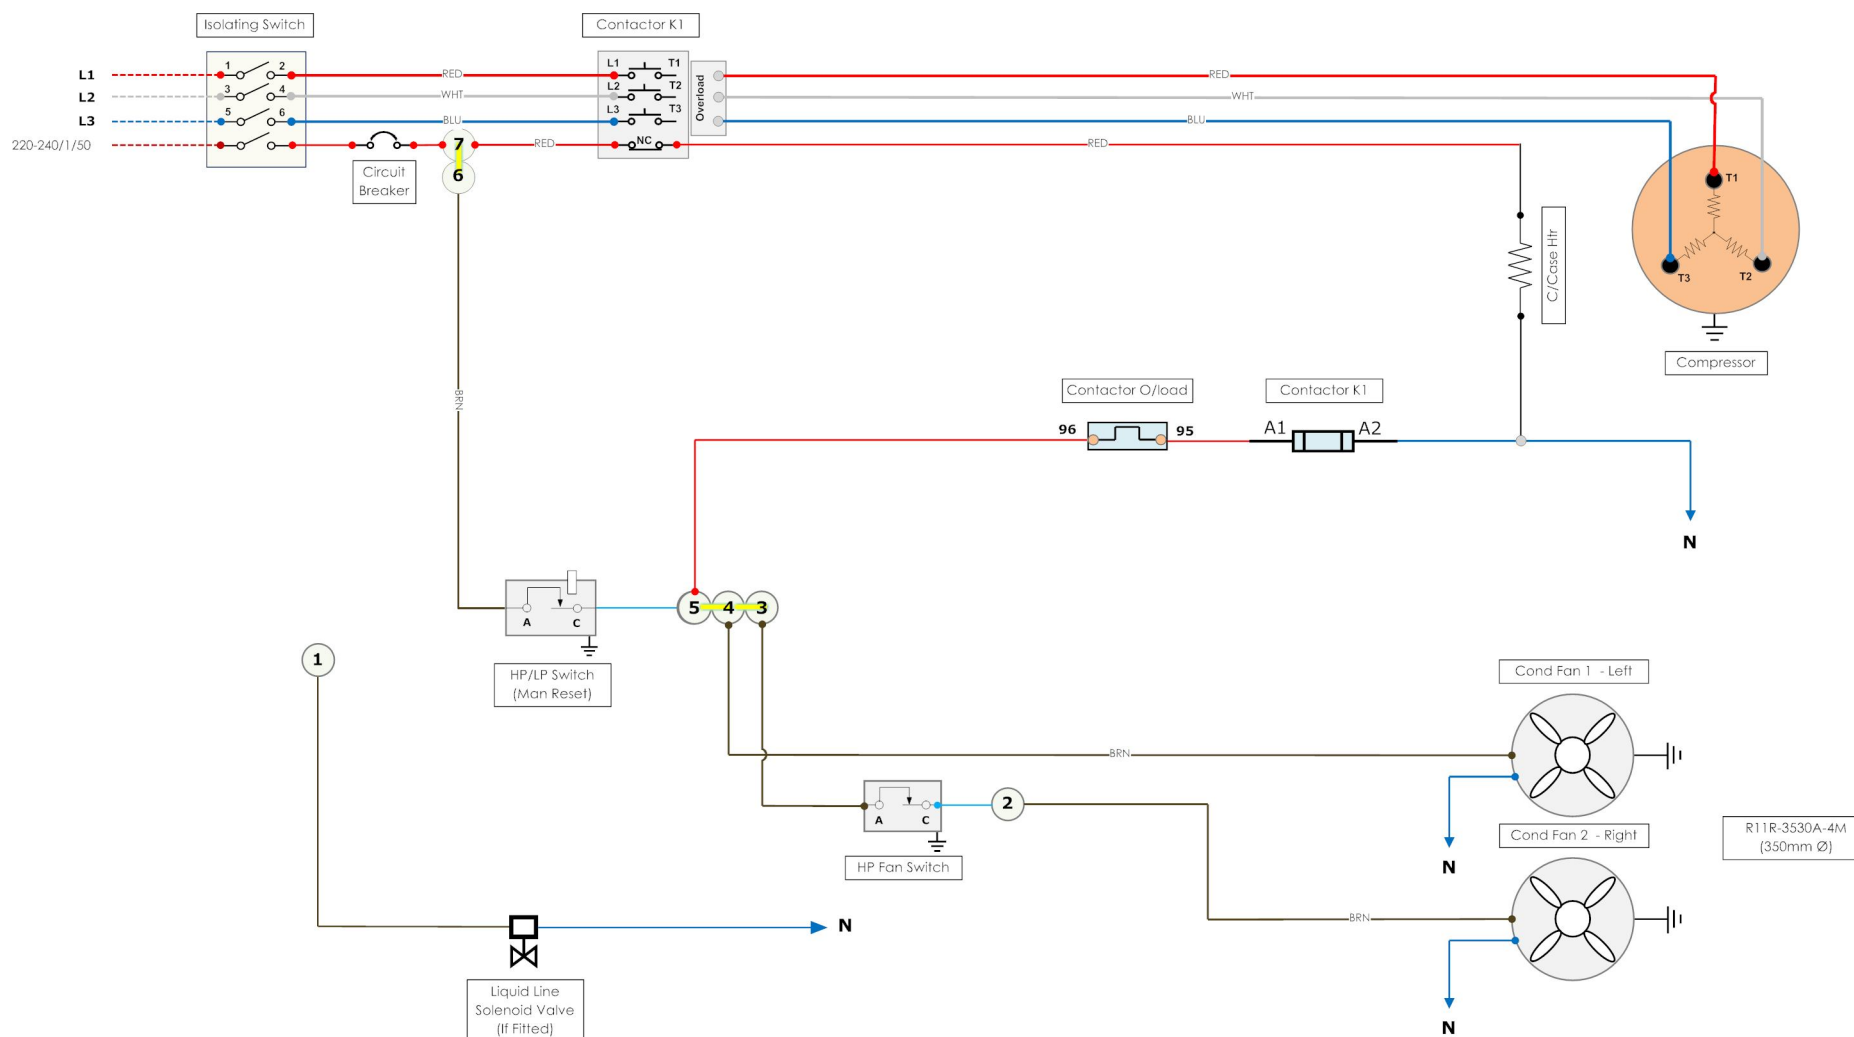 Isolating Switch
Contactor K1
L1
L2
L3
220-240/1/50
1
2
3
4
5
6
RED
WHT
BLU
L1
T1
L2
T2
L3
T3
NC
Overload
RED
WHT
BLU
7
6
RED
RED
Circuit
Breaker
T1
T3
T2
C/Case Htr
Compressor
BRN
Contactor O/load
Contactor K1
96
95
A1
A2
N
A
C
5
4
3
HP/LP Switch
(Man Reset)
1
Cond Fan 1 - Left
BRN
A
C
2
HP Fan Switch
N
Cond Fan 2 - Right
R11R-3530A-4M
(350mm Ø)
BRN
N
N
Liquid Line
Solenoid Valve
(If Fitted)